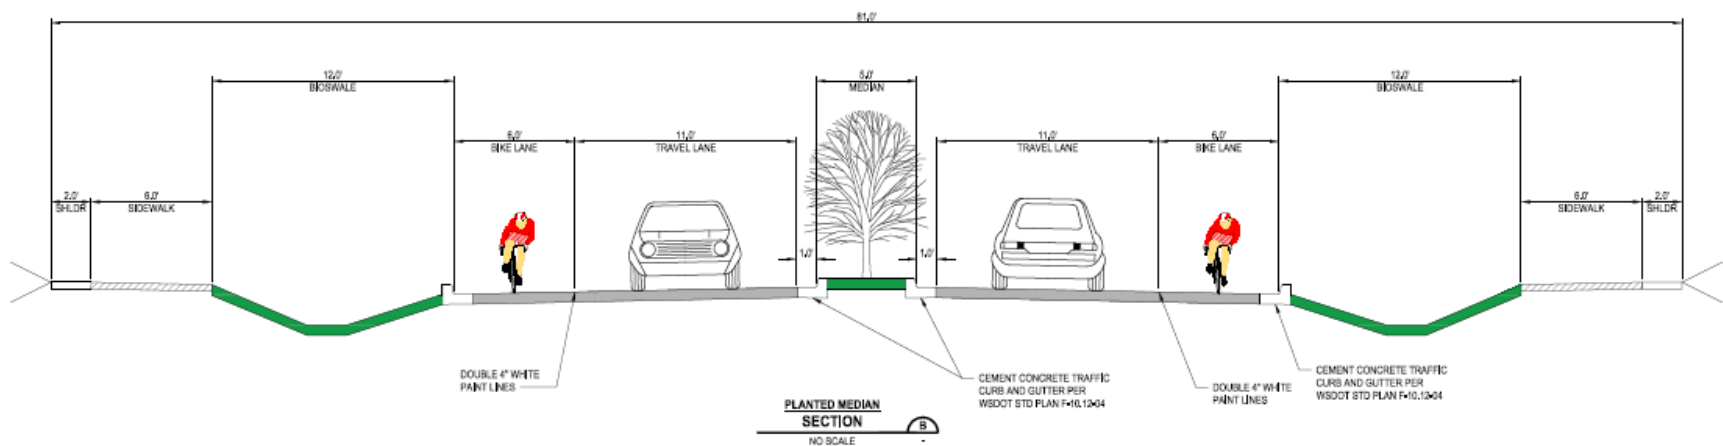 81.0'
12.0'
BIOSWALE
5.0'
MEDIAN
12.0'
BIOSWALE
6.0'
BIKE LANE
11.0'
TRAVEL LANE
11.0'
TRAVEL LANE
6.0'
BIKE LANE
2.0'
SHLDR
6.0'
SIDEWALK
6.0'
SIDEWALK
2.0'
SHLDR
1.0'
1.0'
DOUBLE 4" WHITE
PAINT LINES
CEMENT CONCRETE TRAFFIC
CURB AND GUTTER PER
WSDOT STD PLAN F-10.12-04
DOUBLE 4" WHITE
PAINT LINES
CEMENT CONCRETE TRAFFIC
CURB AND GUTTER PER
WSDOT STD PLAN F-10.12-04
PLANTED MEDIAN
SECTION
B
-
NO SCALE